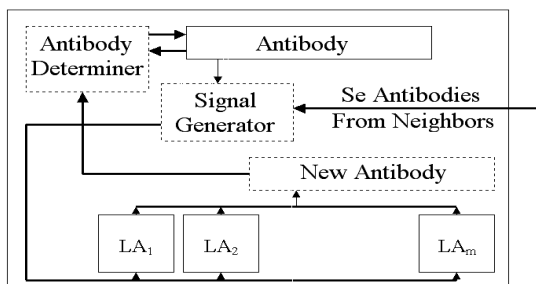 Antibody
Determiner
Antibody
Signal
Generator
Se Antibodies
From Neighbors
New Antibody
LA₁
LA₂
LAₘ